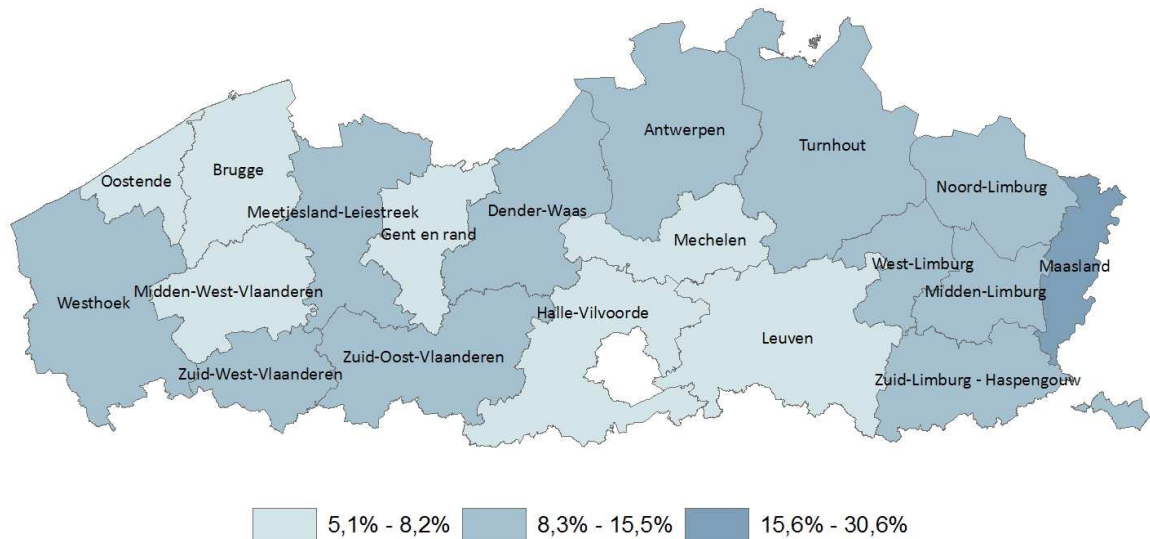 Antwerpen
Turnhout
Oostende
Brugge
Noord-Limburg
Meetjesland-Leiestreek
Dender-Waas
Gent en rand
Mechelen
West-Limburg
Maasland
Midden-West-Vlaanderen
Midden-Limburg
Westhoek
Halle-Vilvoorde
Leuven
Zuid-Oost-Vlaanderen
Zuid-West-Vlaanderen
Zuid-Limburg - Haspengouw
5,1% - 8,2%
8,3% - 15,5%
15,6% - 30,6%